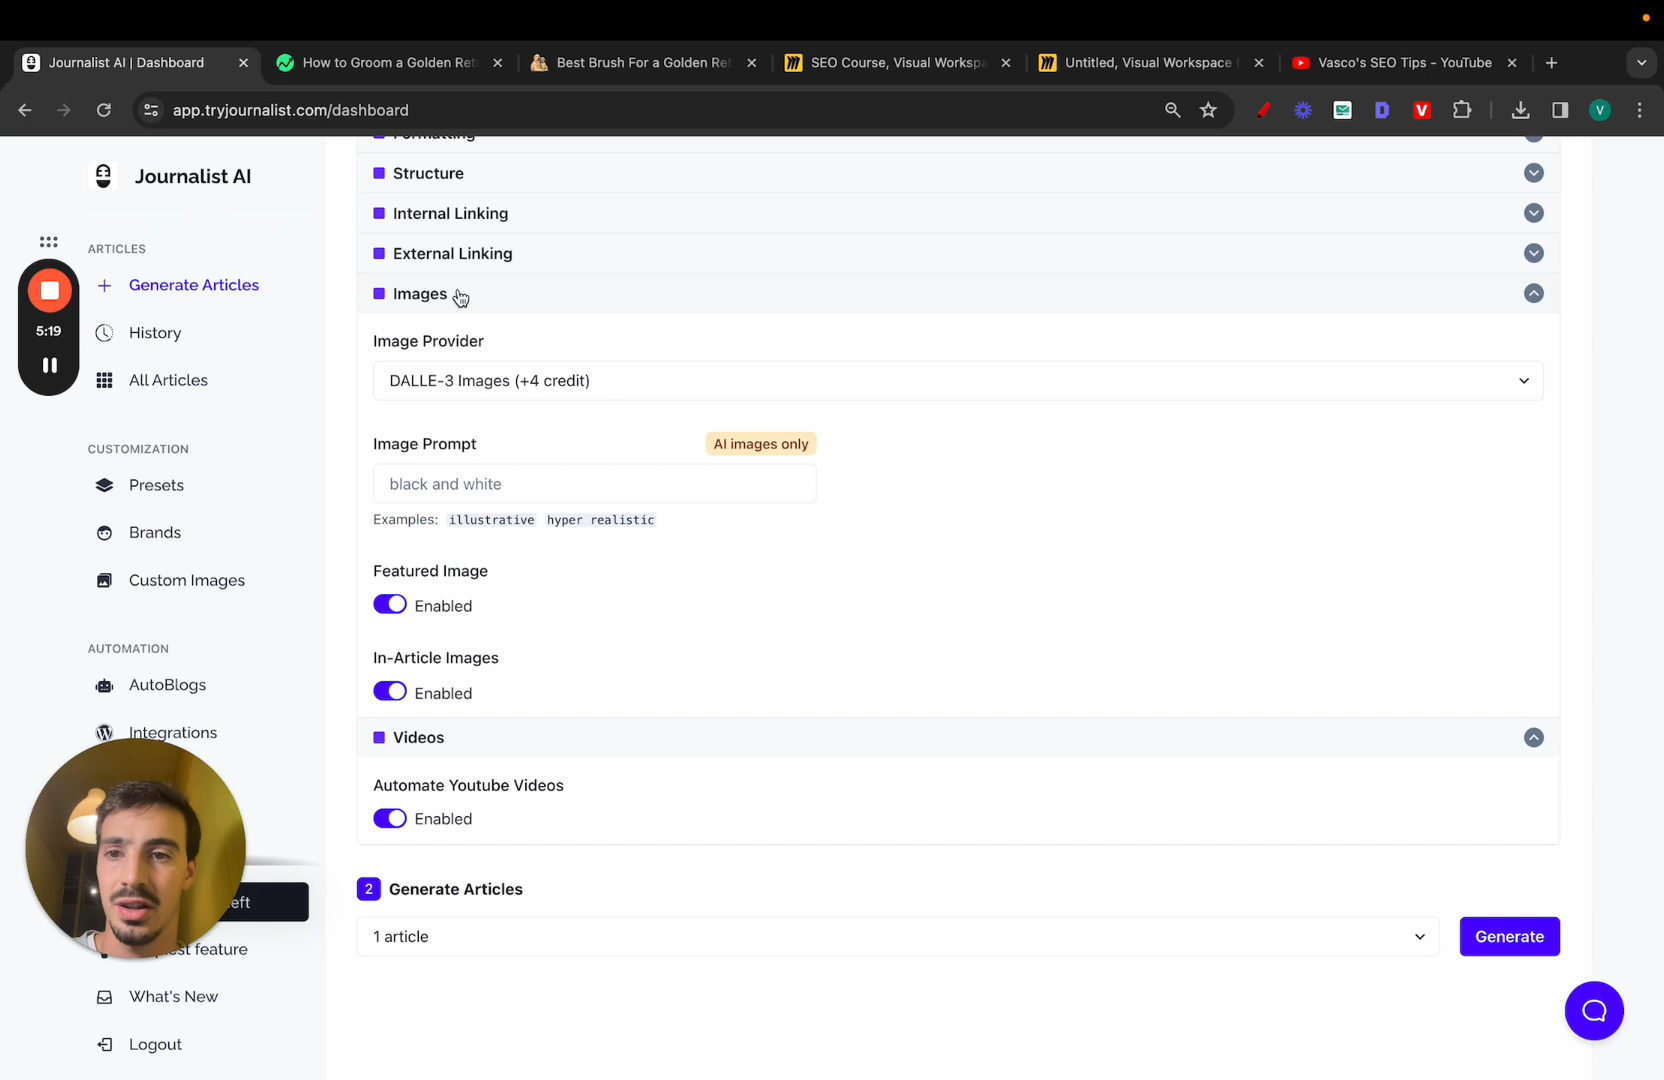 Journalist AI | Dashboard
How to Groom a Golden Ret
Best Brush For a Golden Ret
SEO Course, Visual Workspa
Untitled, Visual Workspace f
Vasco's SEO Tips - YouTube
app.tryjournalist.com/dashboard
V
V
Journalist AI
ARTICLES
Generate Articles
History
All Articles
5:19
CUSTOMIZATION
Presets
Brands
Custom Images
AUTOMATION
AutoBlogs
Integrations
eft
st feature
What's New
Logout
Formatting
Structure
Internal Linking
External Linking
Images
Image Provider
DALLE-3 Images (+4 credit)
Image Prompt
AI images only
black and white
Examples: illustrative hyper realistic
Featured Image
Enabled
In-Article Images
Enabled
Videos
Automate Youtube Videos
Enabled
2 Generate Articles
1 article
Generate